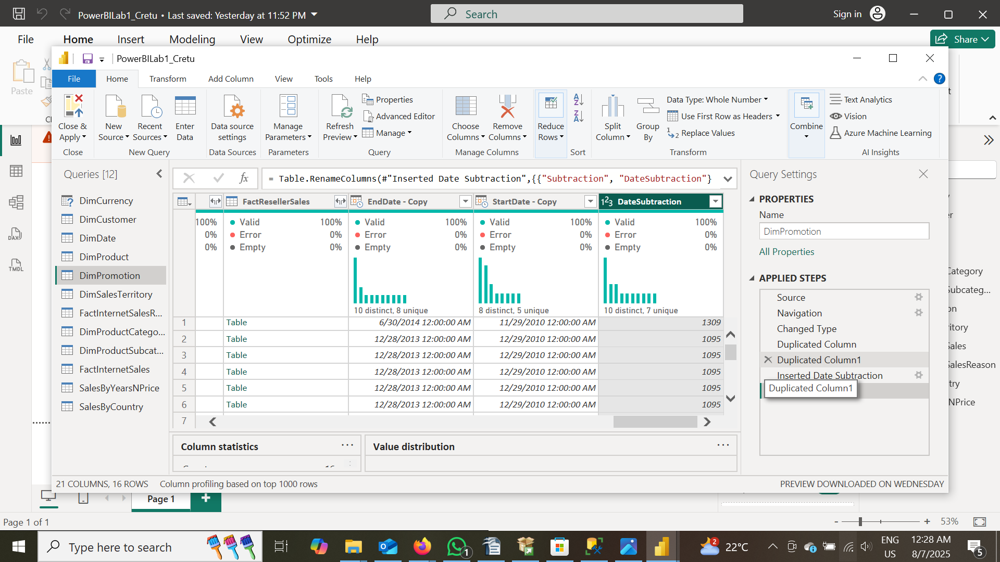 PowerBILab1_Cretu • Last saved: Yesterday at 11:52 PM
Search
Sign in
File
Home
Insert
Modeling
View
Optimize
Help
Share
Paste
PowerBILab1_Cretu
File
Home
Transform
Add Column
View
Tools
Help
Close & Apply
New Source
Recent Sources
Enter Data
Data source settings
Manage Parameters
Refresh Preview
Properties
Advanced Editor
Manage
Choose Columns
Remove Columns
Reduce Rows
Split Column
Group By
Data Type: Whole Number
Use First Row as Headers
Replace Values
Combine
Text Analytics
Vision
Azure Machine Learning
Close
New Query
Data Sources
Parameters
Query
Manage Columns
Sort
Transform
AI Insights
Queries [12]
DimCurrency
DimCustomer
DimDate
DimProduct
DimPromotion
DimSalesTerritory
FactInternetSalesR...
DimProductCatego...
DimProductSubcat...
FactInternetSales
SalesByYearsNPrice
SalesByCountry
DAX
TMDL
fx
= Table.RenameColumns(#"Inserted Date Subtraction",{{"Subtraction", "DateSubtraction"}
FactResellerSales
EndDate - Copy
StartDate - Copy
123 DateSubtraction
100%
Valid 100%
Valid 100%
Valid 100%
Valid 100%
0%
Error 0%
Error 0%
Error 0%
Error 0%
0%
Empty 0%
Empty 0%
Empty 0%
Empty 0%
10 distinct, 8 unique
8 distinct, 5 unique
10 distinct, 7 unique
1 Table 6/30/2014 12:00:00 AM 11/29/2010 12:00:00 AM 1309
2 Table 12/28/2013 12:00:00 AM 12/29/2010 12:00:00 AM 1095
3 Table 12/28/2013 12:00:00 AM 12/29/2010 12:00:00 AM 1095
4 Table 12/28/2013 12:00:00 AM 12/29/2010 12:00:00 AM 1095
5 Table 12/28/2013 12:00:00 AM 12/29/2010 12:00:00 AM 1095
6 Table 12/28/2013 12:00:00 AM 12/29/2010 12:00:00 AM 1095
7
Column statistics ...
Value distribution ...
Query Settings
PROPERTIES
Name
DimPromotion
All Properties
APPLIED STEPS
Source
Navigation
Changed Type
Duplicated Column
Duplicated Column1
Inserted Date Subtraction
Duplicated Column1
Category
Subcateg...
Sales
SalesReason
NPrice
21 COLUMNS, 16 ROWS
Column profiling based on top 1000 rows
PREVIEW DOWNLOADED ON WEDNESDAY
Page 1
+
Page 1 of 1
- + 53%
Type here to search
1
2
22°C
ENG
US
12:28 AM
8/7/2025
5